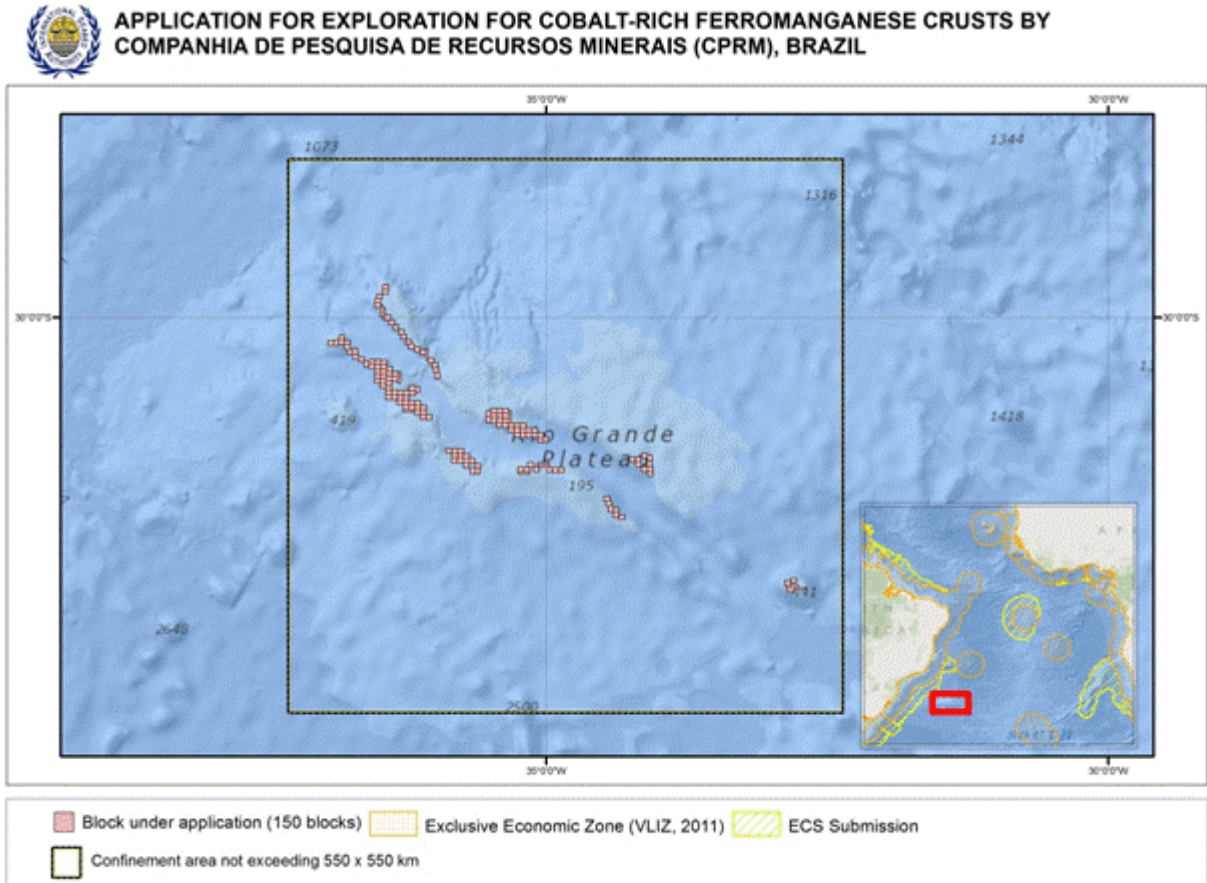 APPLICATION FOR EXPLORATION FOR COBALT-RICH FERROMANGANESE CRUSTS BY
COMPANHIA DE PESQUISA DE RECURSOS MINERAIS (CPRM), BRAZIL
35°0'0"W
30°0'0"W
1073
1344
1316
30°0'0"S
30°0'0"S
419
1418
Rio Grande
Plateau
195
2648
2500
35°0'0"W
30°0'0"W
Block under application (150 blocks)
Exclusive Economic Zone (VLIZ, 2011)
ECS Submission
Confinement area not exceeding 550 x 550 km